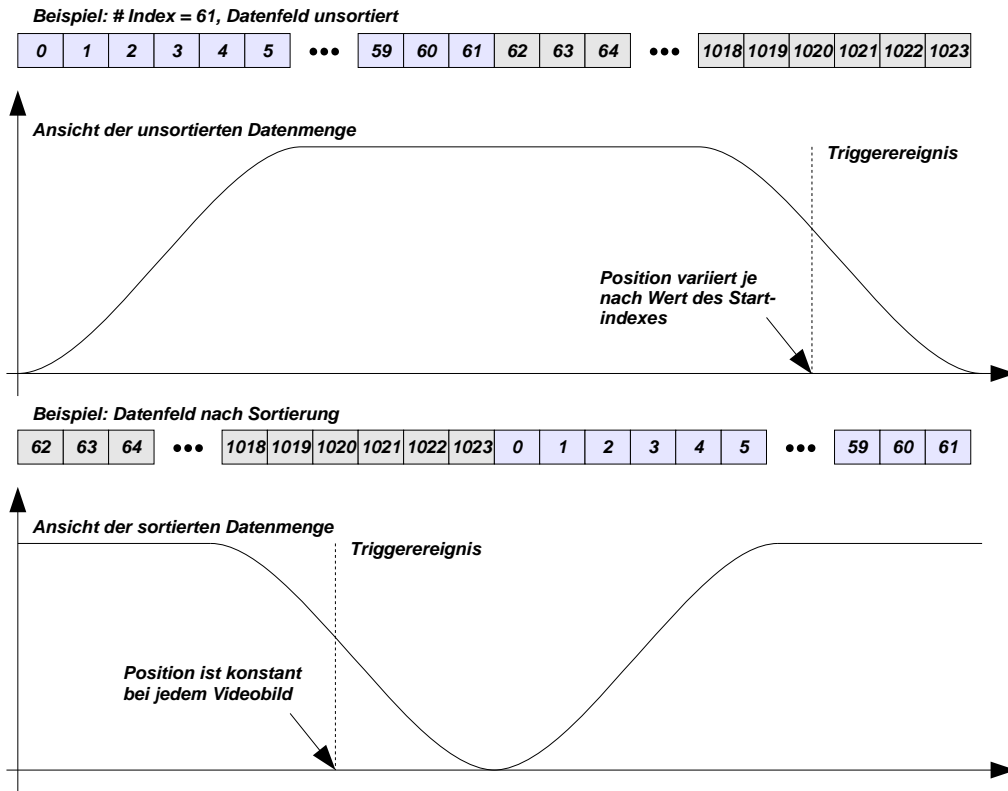 Beispiel: # Index = 61, Datenfeld unsortiert
0 1 2 3 4 5 ••• 59 60 61 62 63 64 ••• 1018 1019 1020 1021 1022 1023
Ansicht der unsortierten Datenmenge
Triggerereignis
Position variiert je
nach Wert des Start-
indexes
Beispiel: Datenfeld nach Sortierung
62 63 64 ••• 1018 1019 1020 1021 1022 1023 0 1 2 3 4 5 ••• 59 60 61
Ansicht der sortierten Datenmenge
Triggerereignis
Position ist konstant
bei jedem Videobild